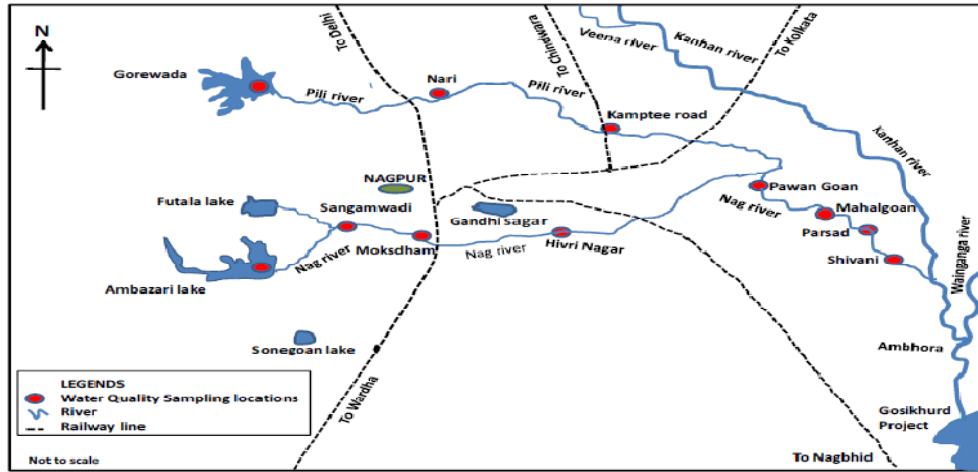 N
To Delhi
To Chindwara
Veena river
Kanhan river
To Kolkata
Gorewada
Pili river
Nari
Pili river
Kamptee road
Kanhan river
NAGPUR
Futala lake
Sangamwadi
Gandhi sagar
Pawan Goan
Nag river
Mahalgoan
Parsad
Nag river
Moksdham
Nag river
Hivri Nagar
Shivani
Wainganga river
Ambazari lake
Sonegoan lake
Ambhora
LEGENDS
Water Quality Sampling locations
River
Railway line
To Wardha
Gosikhurd
Project
Not to scale
To Nagbhid